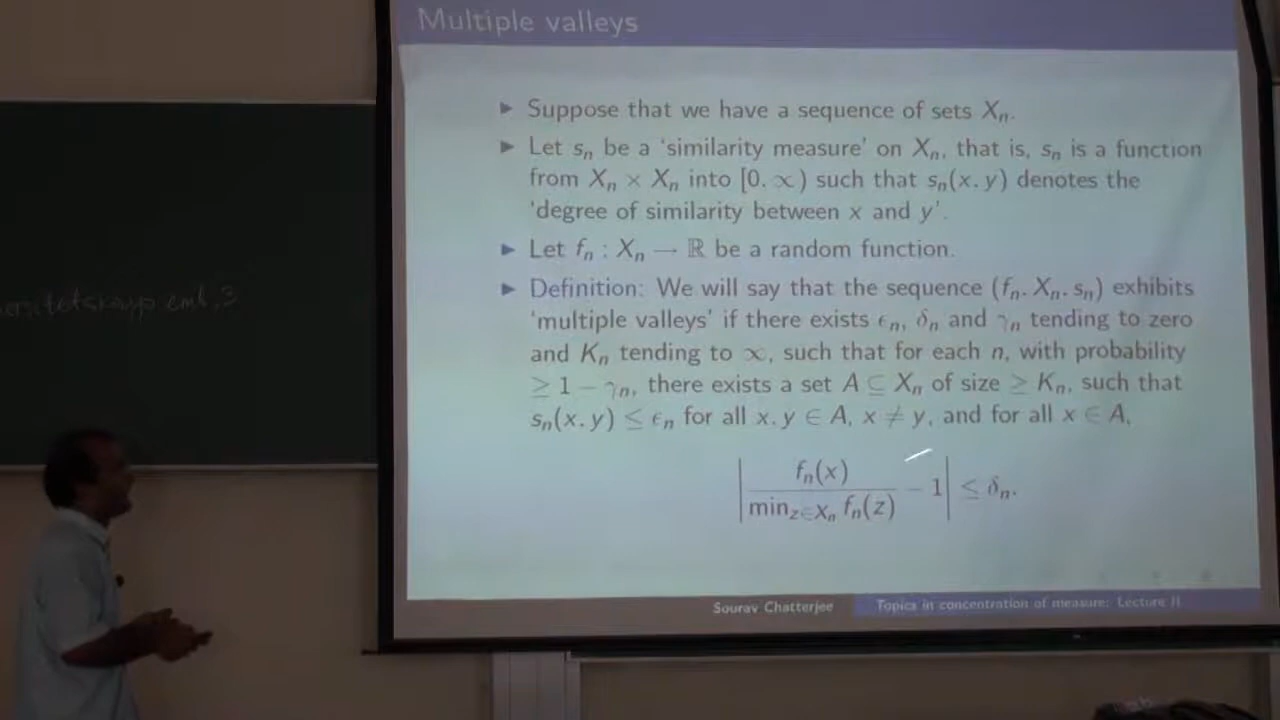 Multiple valleys
Suppose that we have a sequence of sets Xₙ.
Let sₙ be a 'similarity measure' on Xₙ, that is, sₙ is a function
from Xₙ × Xₙ into [0, ∞) such that sₙ(x, y) denotes the
'degree of similarity between x and y'.
Let fₙ : Xₙ → ℝ be a random function.
Definition: We will say that the sequence (fₙ, Xₙ, sₙ) exhibits
'multiple valleys' if there exists ϵₙ, δₙ and γₙ tending to zero
and Kₙ tending to ∞, such that for each n, with probability
≥ 1 − γₙ, there exists a set A ⊆ Xₙ of size ≥ Kₙ, such that
sₙ(x, y) ≤ ϵₙ for all x, y ∈ A, x ≠ y, and for all x ∈ A,
| fₙ(x) / min_{z∈Xₙ} fₙ(z) − 1 | ≤ δₙ.
Sourav Chatterjee Topics in concentration of measure: Lecture II